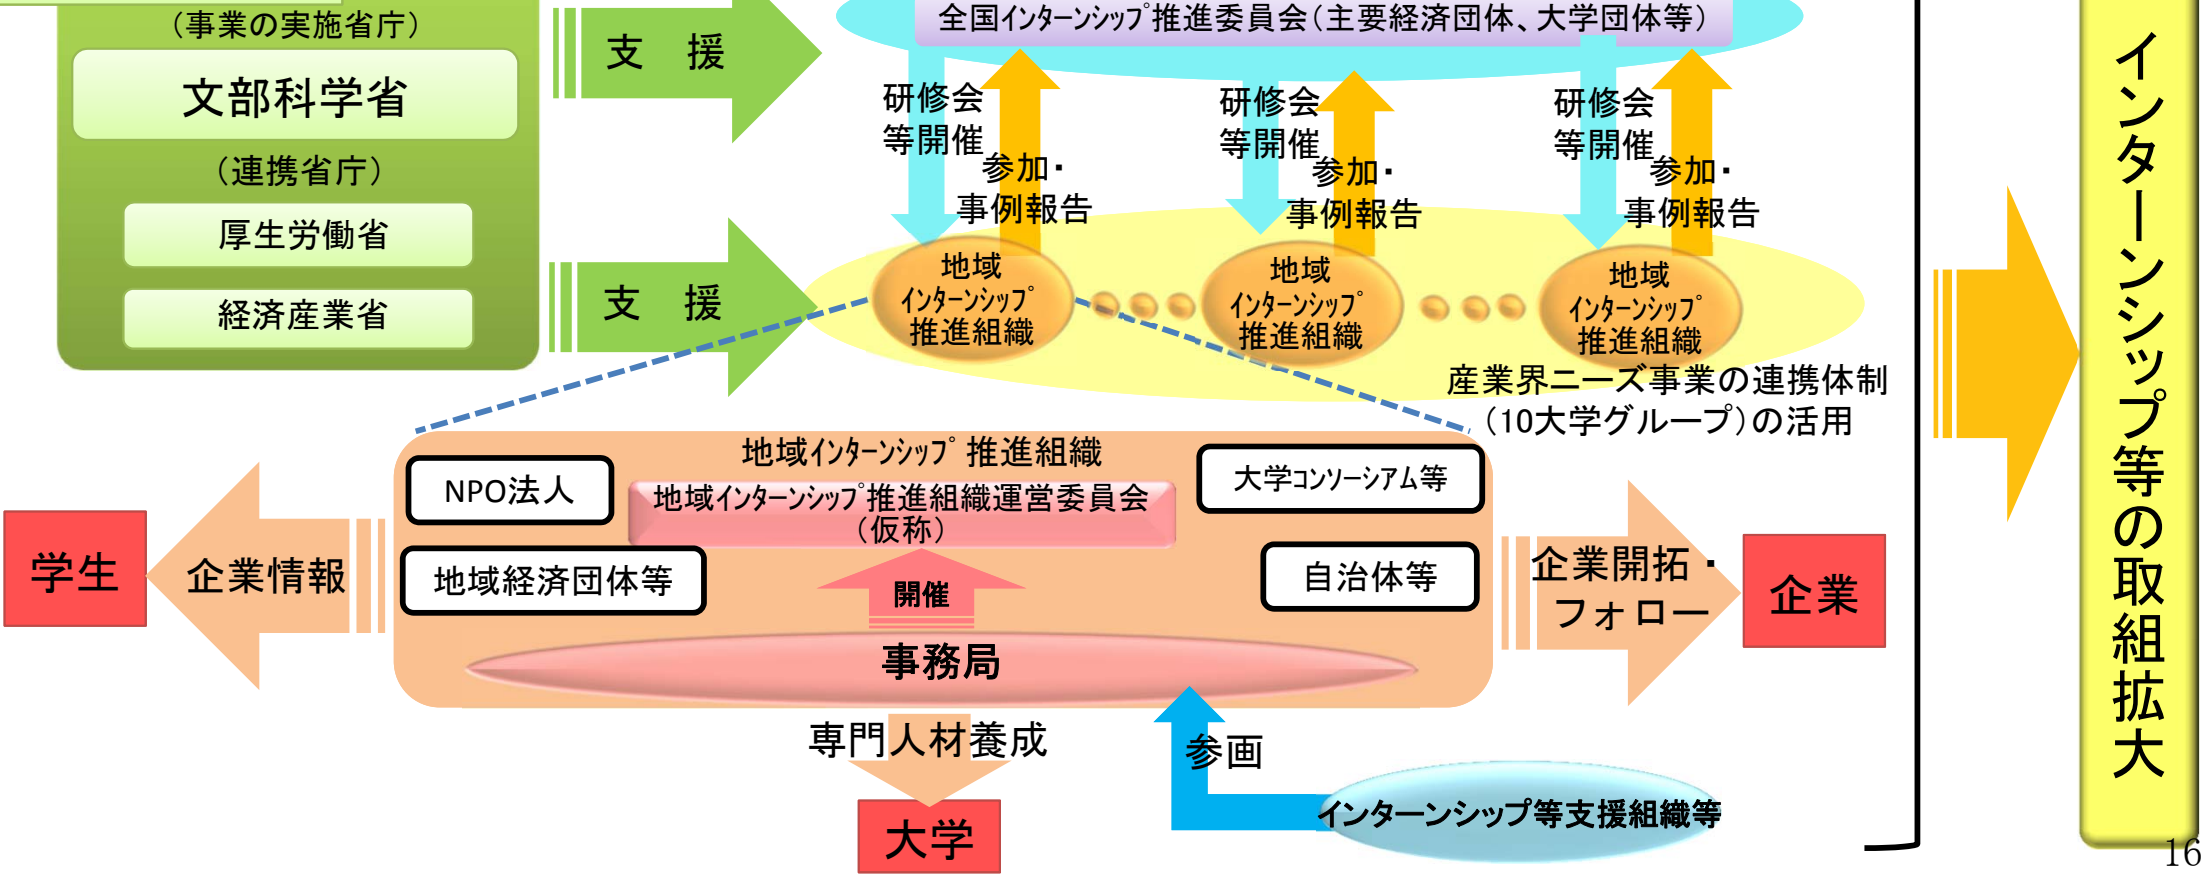 （事業の実施省庁）
文部科学省
（連携省庁）
厚生労働省
経済産業省
支　援
支　援
全国インターンシップ推進委員会（主要経済団体、大学団体等）
研修会
等開催
参加・
事例報告
研修会
等開催
参加・
事例報告
研修会
等開催
参加・
事例報告
地域
インターンシップ
推進組織
地域
インターンシップ
推進組織
地域
インターンシップ
推進組織
産業界ニーズ事業の連携体制
（10大学グループ）の活用
地域インターンシップ推進組織
NPO法人
地域インターンシップ推進組織運営委員会
（仮称）
大学コンソーシアム等
地域経済団体等
開催
自治体等
事務局
学生
企業情報
企業開拓・
フォロー
企業
専門人材養成
大学
参画
インターンシップ等支援組織等
インターンシップ等の取組拡大
16